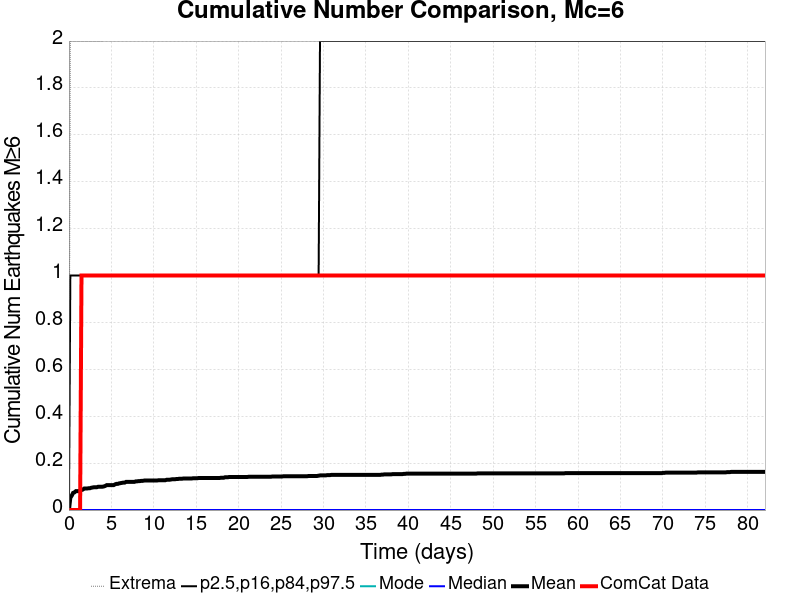 Cumulative Number Comparison, Mc=6
Cumulative Num Earthquakes M≥6
2
1.8
1.6
1.4
1.2
1
0.8
0.6
0.4
0.2
0
0 5 10 15 20 25 30 35 40 45 50 55 60 65 70 75 80
Time (days)
Extrema p2.5,p16,p84,p97.5 Mode Median Mean ComCat Data